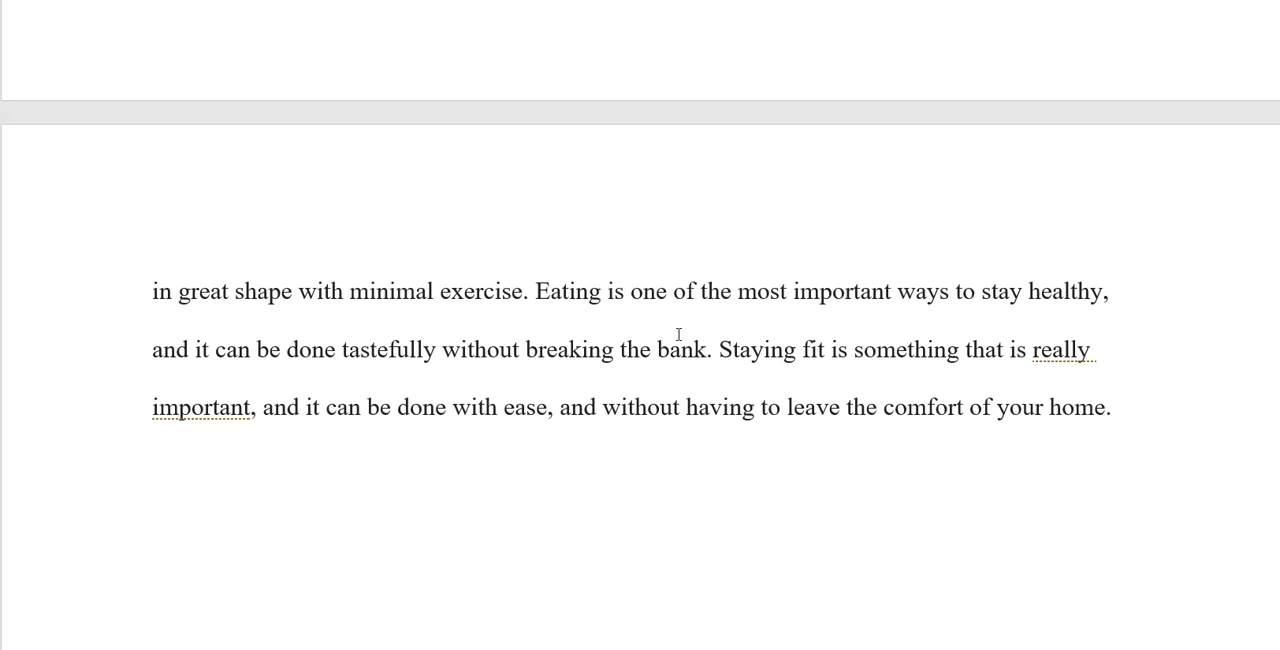 in great shape with minimal exercise. Eating is one of the most important ways to stay healthy,
and it can be done tastefully without breaking the bank. Staying fit is something that is really
important, and it can be done with ease, and without having to leave the comfort of your home.